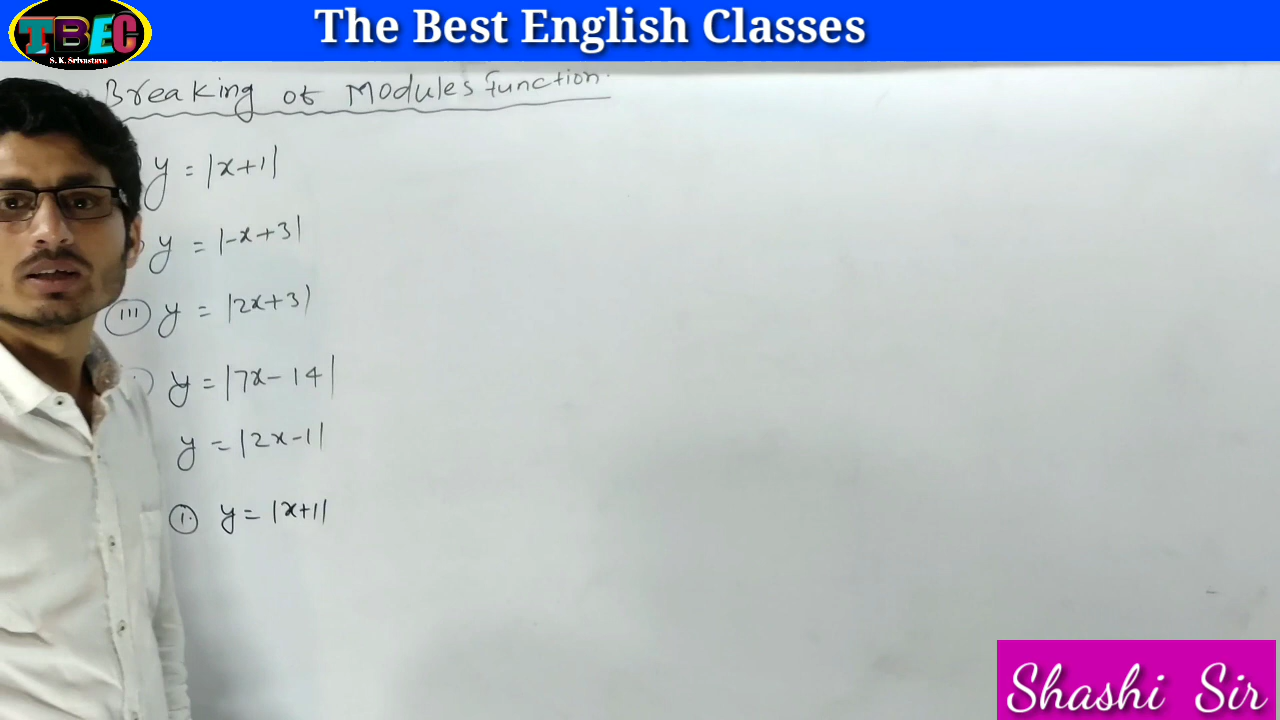 The Best English Classes
TBEC
S. K. Srivastava
Breaking of Modules Function.
y = |x+1|
y = |-x+3|
III y = |2x+3|
y = |7x-14|
y = |2x-1|
I. y = |x+1|
Shashi Sir